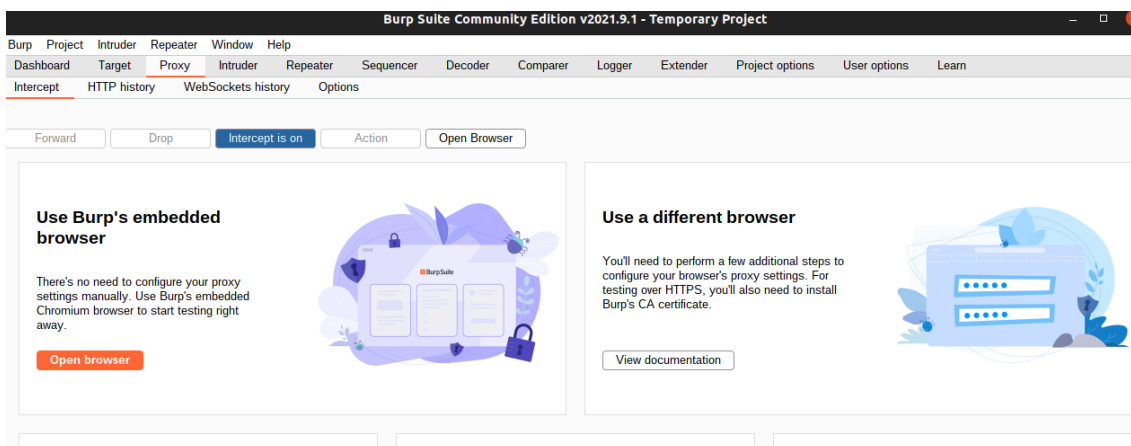 Burp Suite Community Edition v2021.9.1 - Temporary Project
Burp Project Intruder Repeater Window Help
Dashboard Target Proxy Intruder Repeater Sequencer Decoder Comparer Logger Extender Project options User options Learn
Intercept HTTP history WebSockets history Options
Forward Drop Intercept is on Action Open Browser
Use Burp's embedded
browser
There's no need to configure your proxy
settings manually. Use Burp's embedded
Chromium browser to start testing right
away.
Open browser
BurpSuite
Use a different browser
You'll need to perform a few additional steps to
configure your browser's proxy settings. For
testing over HTTPS, you'll also need to install
Burp's CA certificate.
View documentation